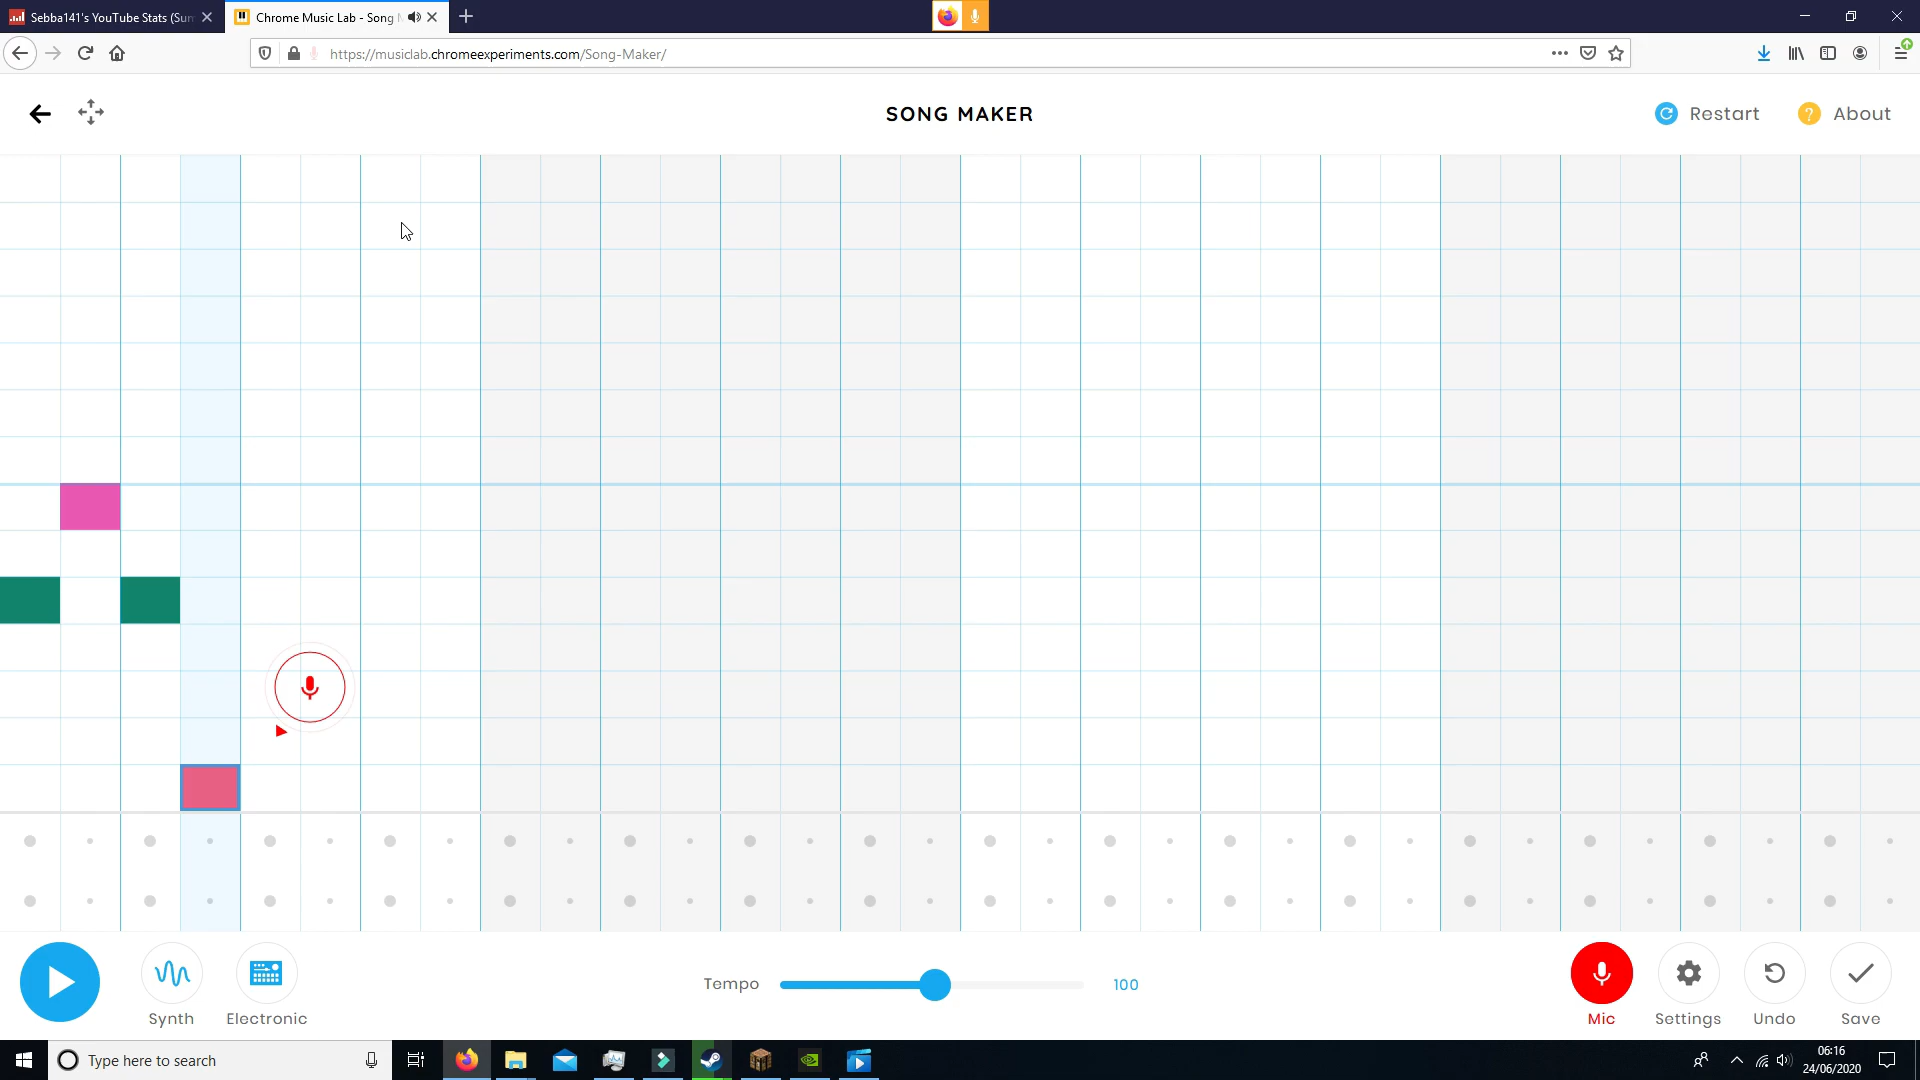 Sebba141's YouTube Stats (Sum
Chrome Music Lab - Song M
https://musiclab.chromeexperiments.com/Song-Maker/
SONG MAKER
Restart
? About
Tempo
100
Synth
Electronic
Mic
Settings
Undo
Save
Type here to search
06:16
24/06/2020